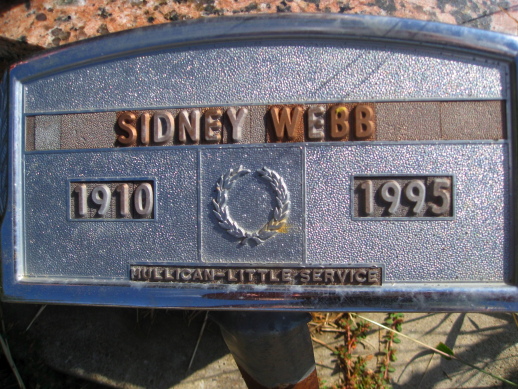 SIDNEY WEBB
1910 1995
MULLICAN-LITTLE SERVICE